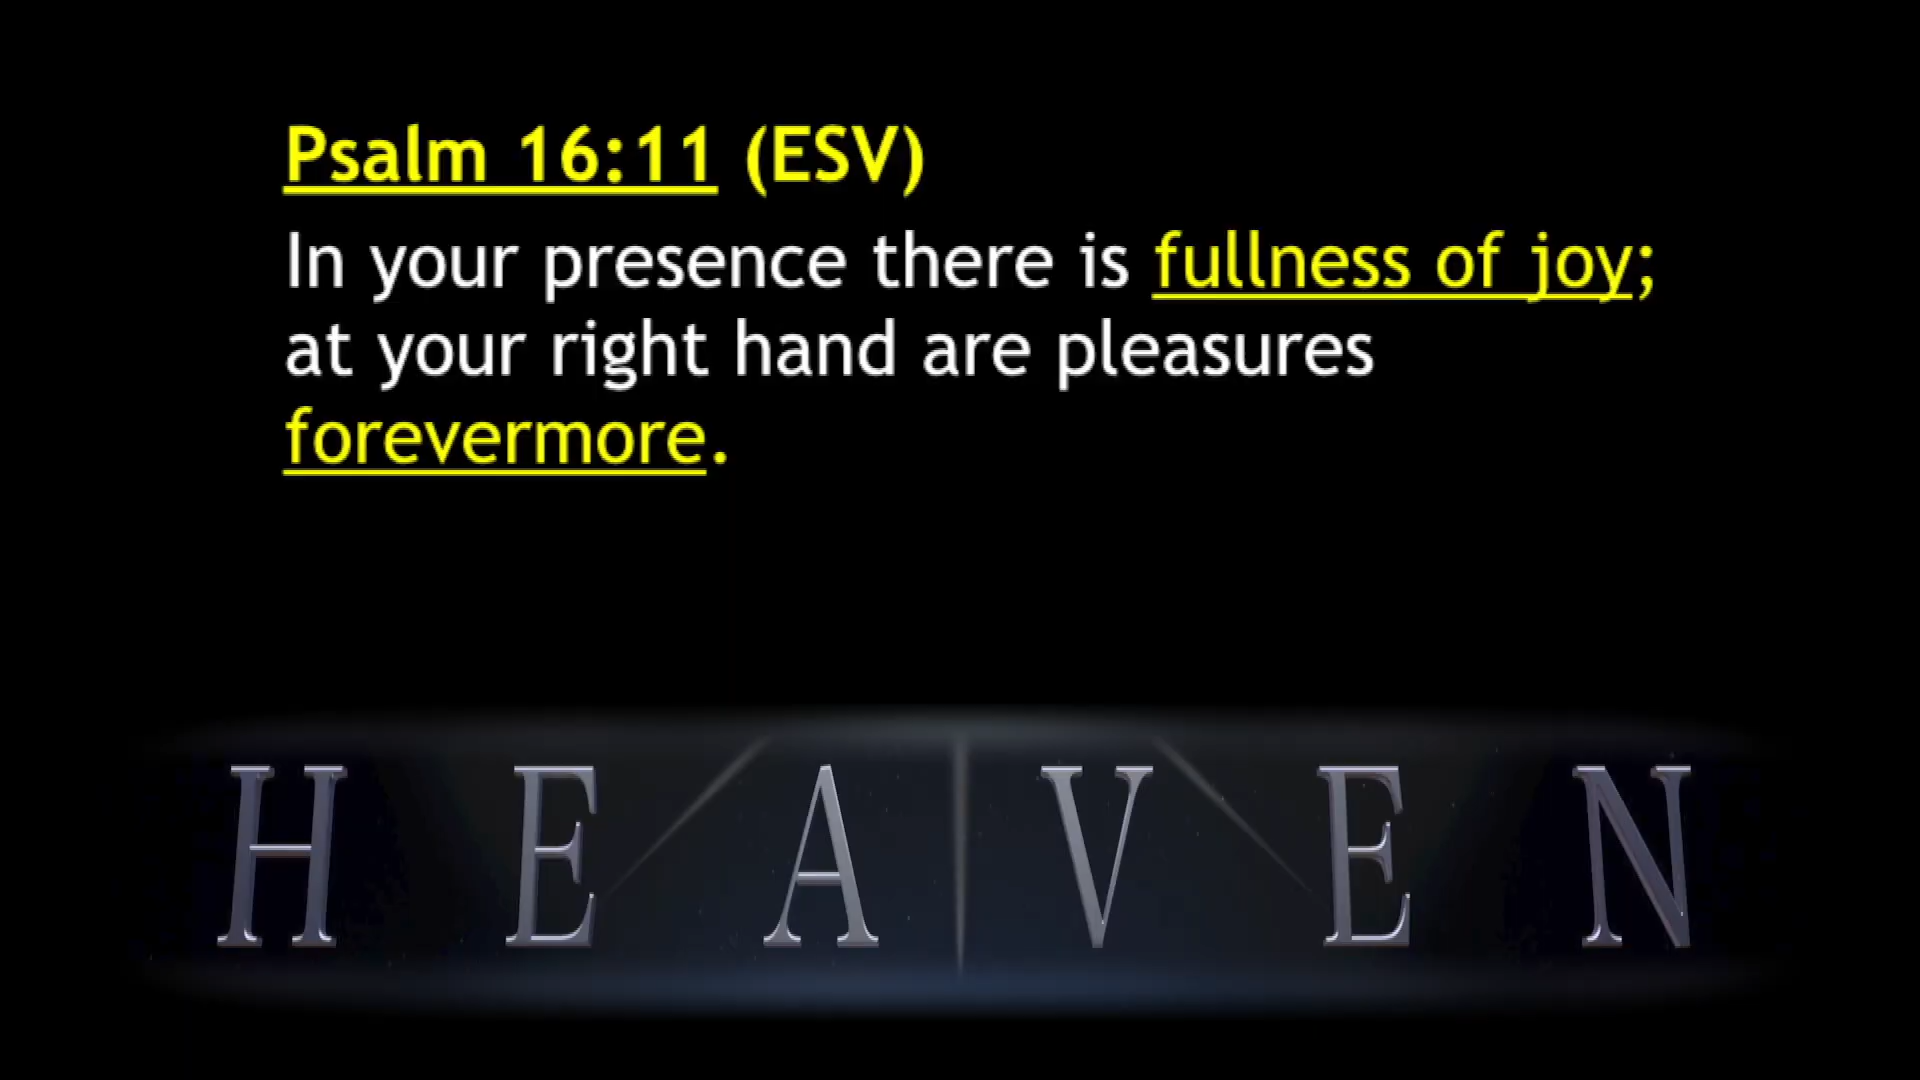 Psalm 16:11 (ESV)
In your presence there is fullness of joy;
at your right hand are pleasures
forevermore.
HEAVEN